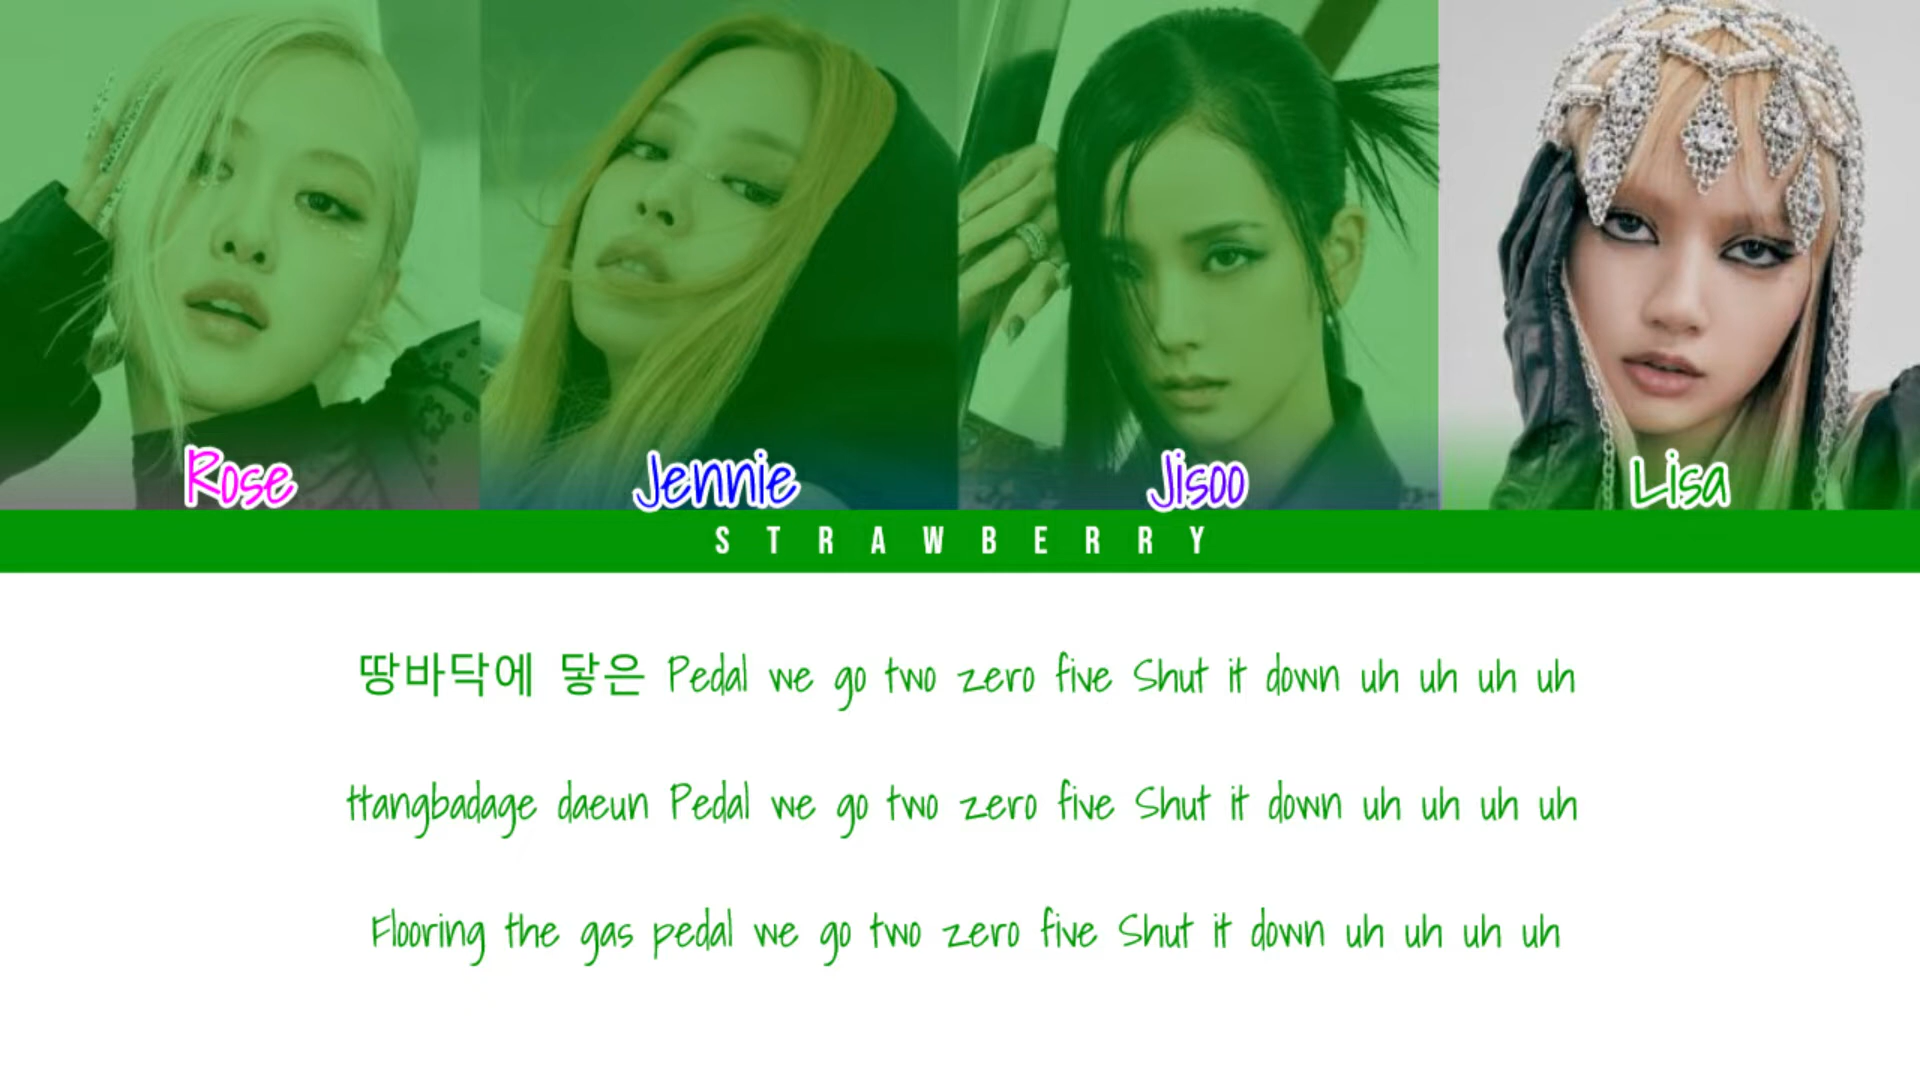 Rose Jennie Jisoo Lisa
STRAWBERRY
땅바닥에 닿은 Pedal we go two zero five Shut it down uh uh uh uh
ttangbadage daeun Pedal we go two zero five Shut it down uh uh uh uh
Flooring the gas pedal we go two zero five Shut it down uh uh uh uh